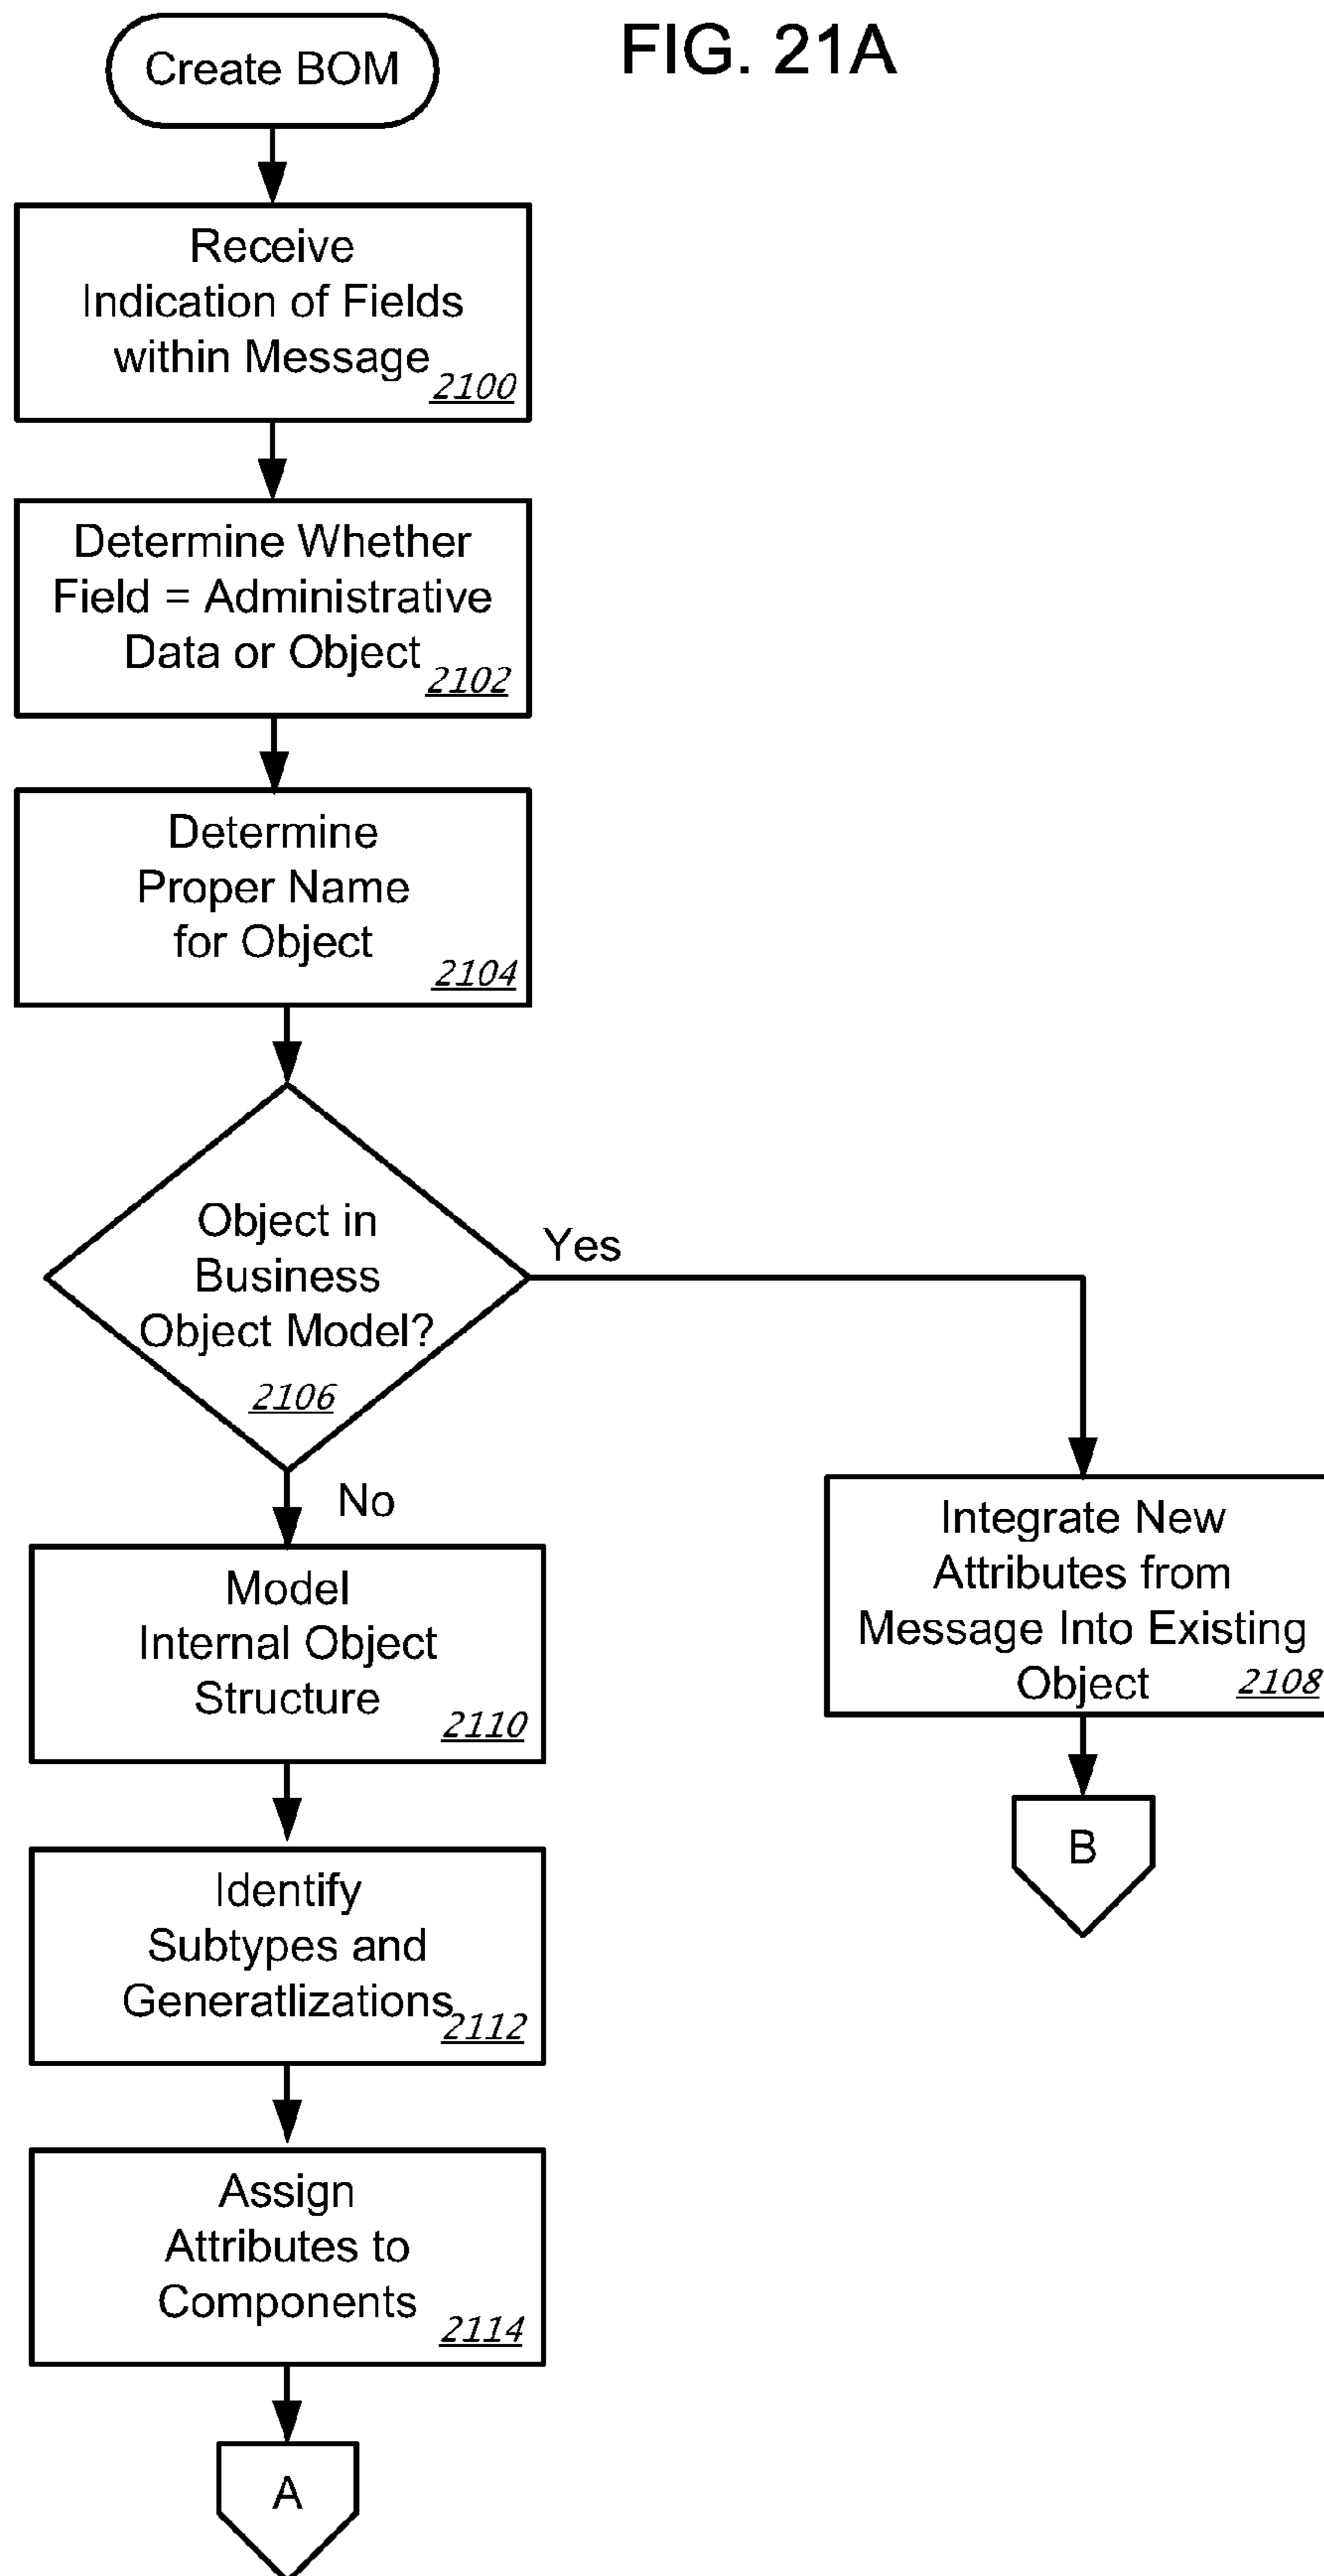 FIG. 21A
Create BOM
Receive
Indication of Fields
within Message
2100
Determine Whether
Field = Administrative
Data or Object
2102
Determine
Proper Name
for Object
2104
Object in
Business
Object Model?
2106
Yes
No
Integrate New
Attributes from
Message Into Existing
Object 2108
B
Model
Internal Object
Structure
2110
Identify
Subtypes and
Generatlizations
2112
Assign
Attributes to
Components
2114
A